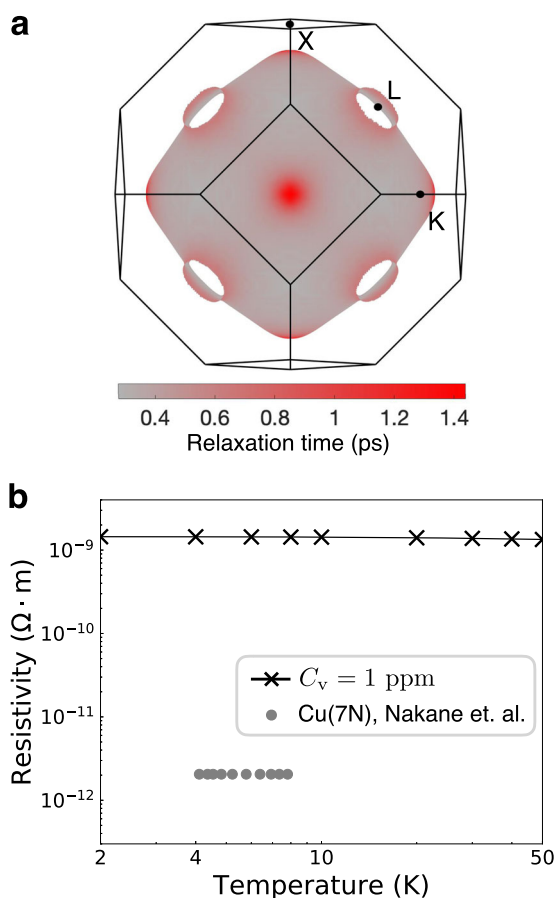 a
X
L
K
0.4 0.6 0.8 1 1.2 1.4
Relaxation time (ps)
b
Resistivity (Ω · m)
10⁻⁹
10⁻¹⁰
10⁻¹¹
10⁻¹²
C_v = 1 ppm
Cu(7N), Nakane et. al.
2 4 10 50
Temperature (K)